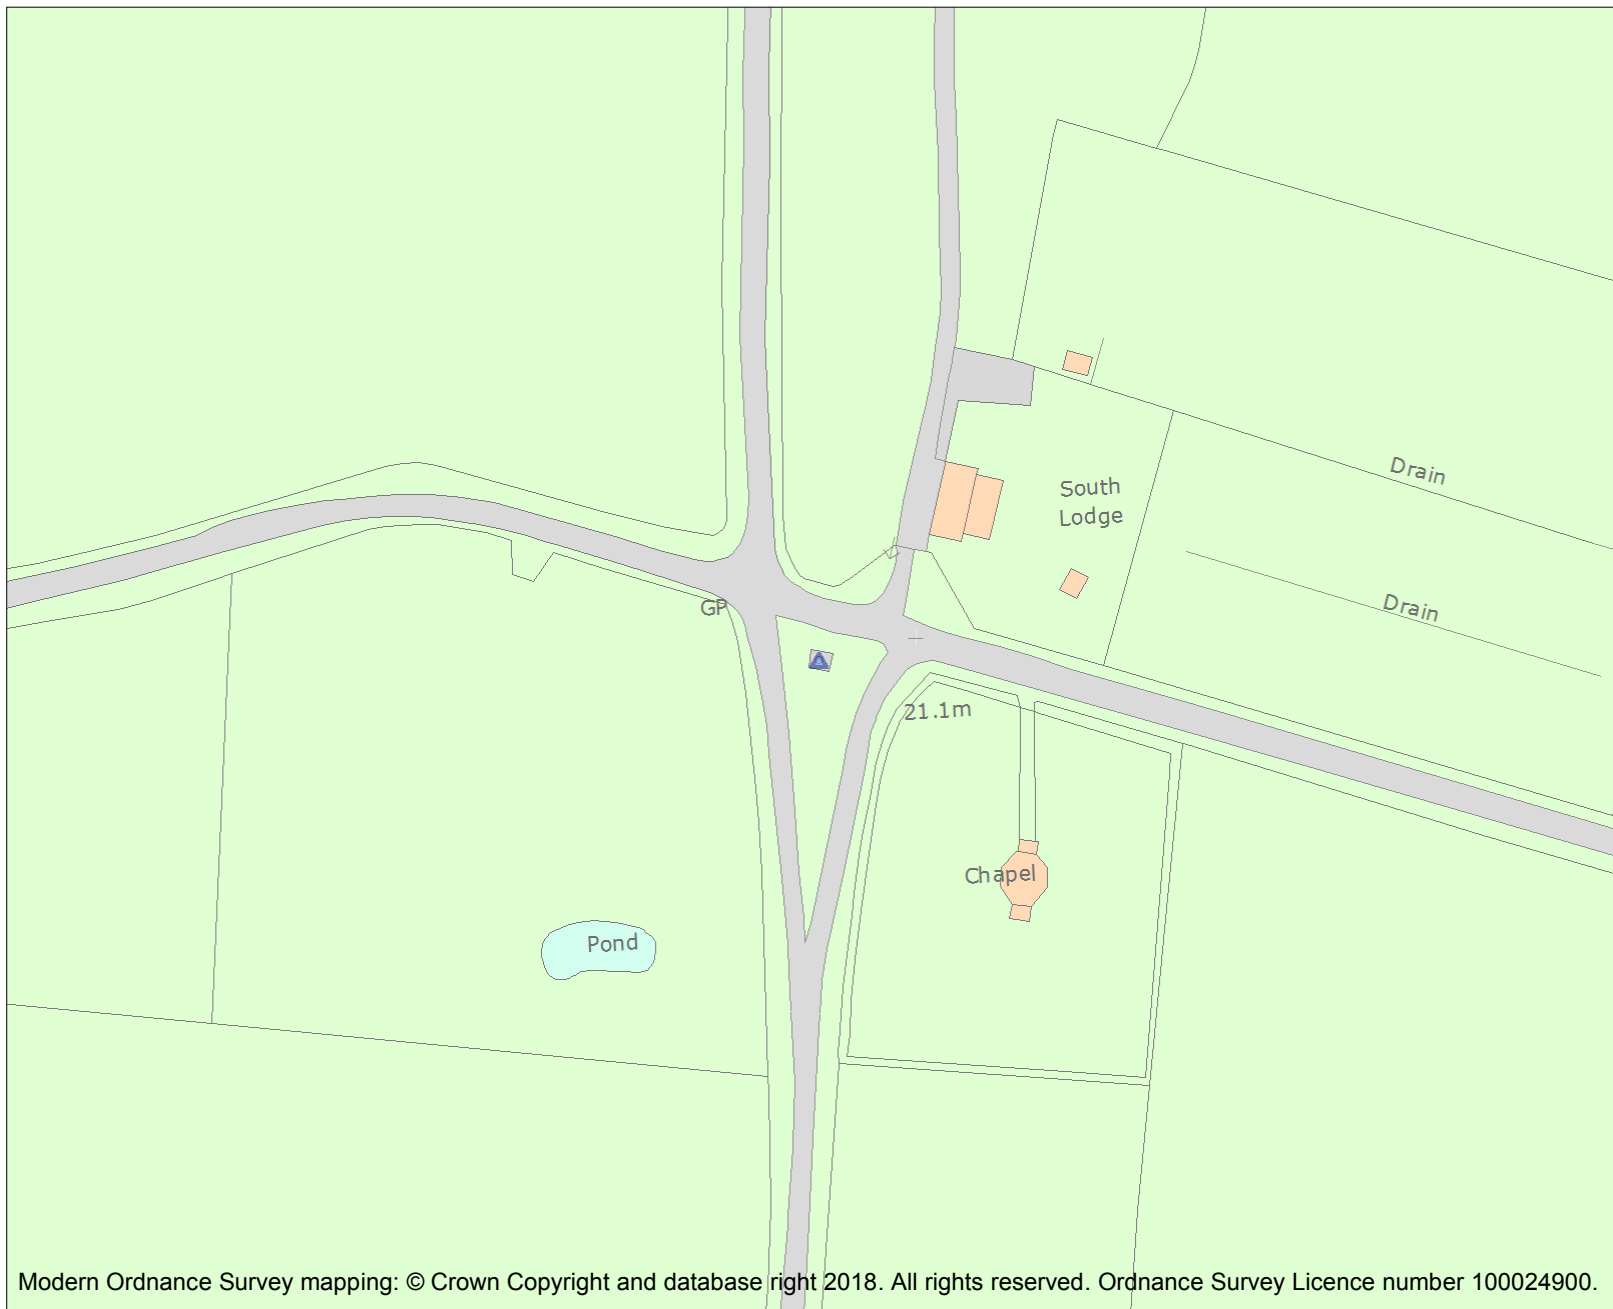 Drain
South
Lodge
Drain
GP
21.1m
Chapel
Pond
Modern Ordnance Survey mapping: © Crown Copyright and database right 2018. All rights reserved. Ordnance Survey Licence number 100024900.